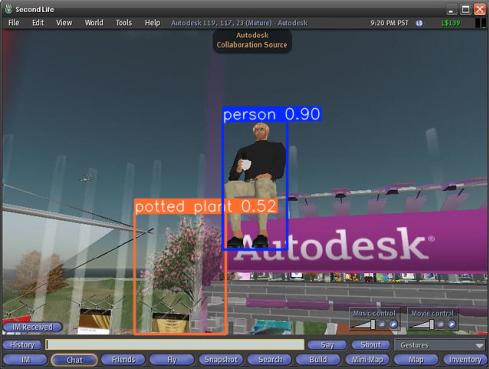 Second Life
File Edit View World Tools Help Autodesk 119, 117, 23 (Mature) - Autodesk 9:20 PM PST L$139
Autodesk
Collaboration Source
person 0.90
potted plant 0.52
Autodesk®
Music control Movie control
IM Received
History Say Shout Gestures
IM Chat Friends Fly Snapshot Search Build Mini-Map Map Inventory